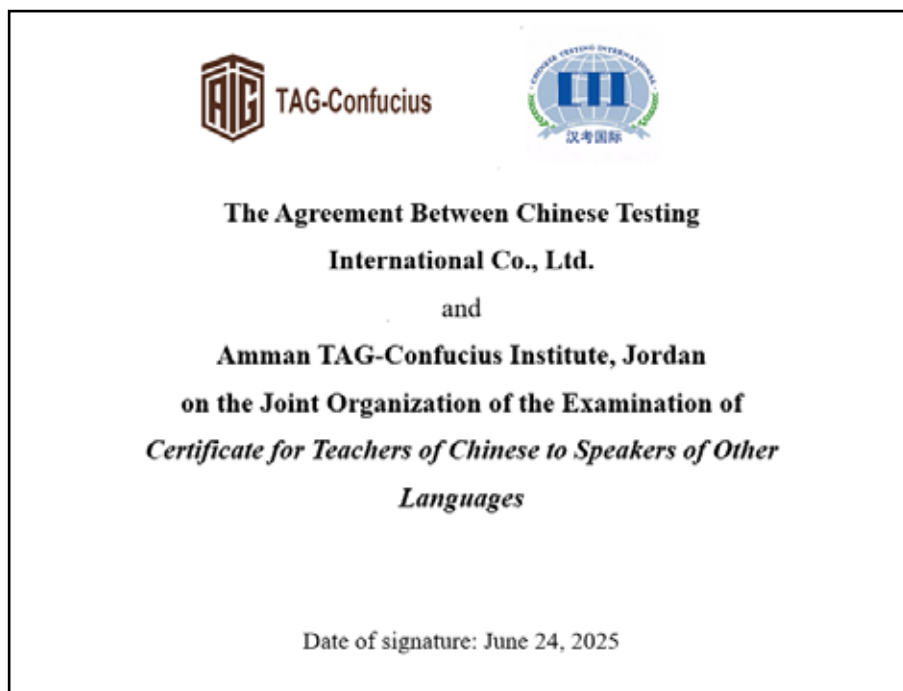 TAG TAG-Confucius
CHINESE TESTING INTERNATIONAL
CTI
汉考国际
The Agreement Between Chinese Testing
International Co., Ltd.
and
Amman TAG-Confucius Institute, Jordan
on the Joint Organization of the Examination of
Certificate for Teachers of Chinese to Speakers of Other
Languages
Date of signature: June 24, 2025